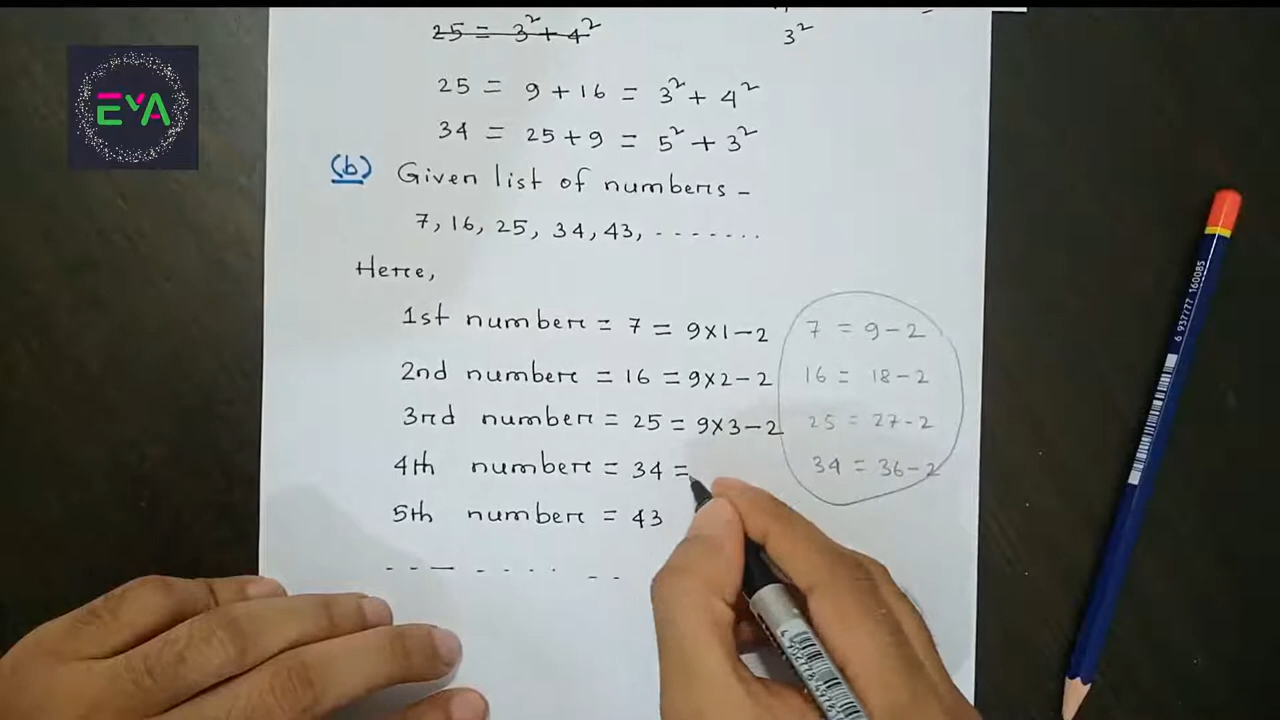 25 = 3² + 4²
3²
EYA
25 = 9 + 16 = 3² + 4²
34 = 25 + 9 = 5² + 3²
(b) Given list of numbers -
7, 16, 25, 34, 43, - - - - - - -
Here,
1st number = 7 = 9×1-2
7 = 9-2
2nd number = 16 = 9×2-2
16 = 18-2
3rd number = 25 = 9×3-2
25 = 27-2
4th number = 34 =
34 = 36-2
5th number = 43
6 937777 160085